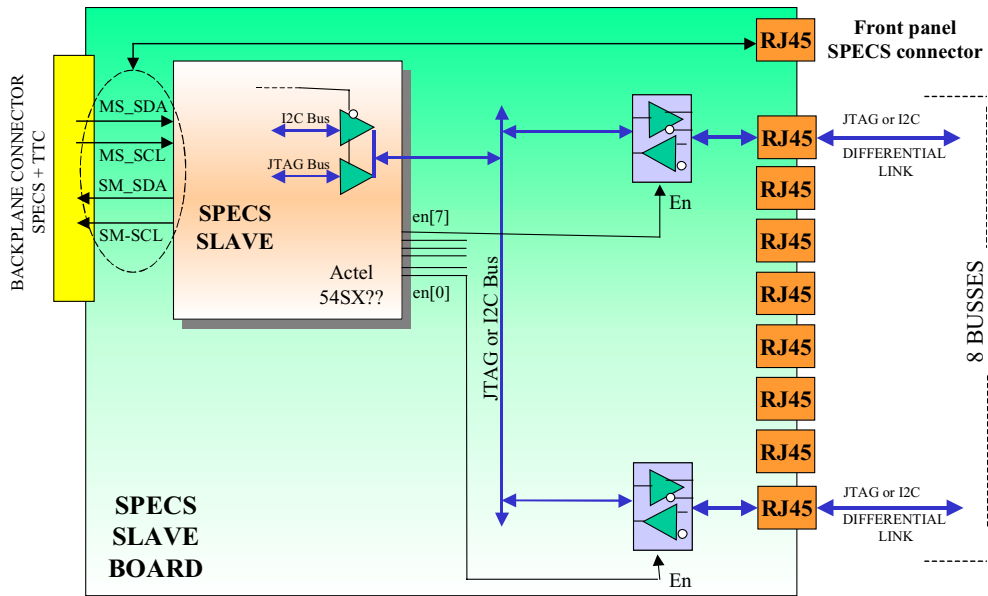 RJ45
Front panel
SPECS connector
BACKPLANE CONNECTOR
SPECS + TTC
MS_SDA
MS_SCL
SM_SDA
SM-SCL
I2C Bus
JTAG Bus
SPECS
SLAVE
Actel
54SX??
en[7]
en[0]
En
JTAG or I2C Bus
RJ45
JTAG or I2C
DIFFERENTIAL
LINK
RJ45
RJ45
RJ45
RJ45
RJ45
RJ45
8 BUSSES
RJ45
JTAG or I2C
DIFFERENTIAL
LINK
En
SPECS
SLAVE
BOARD